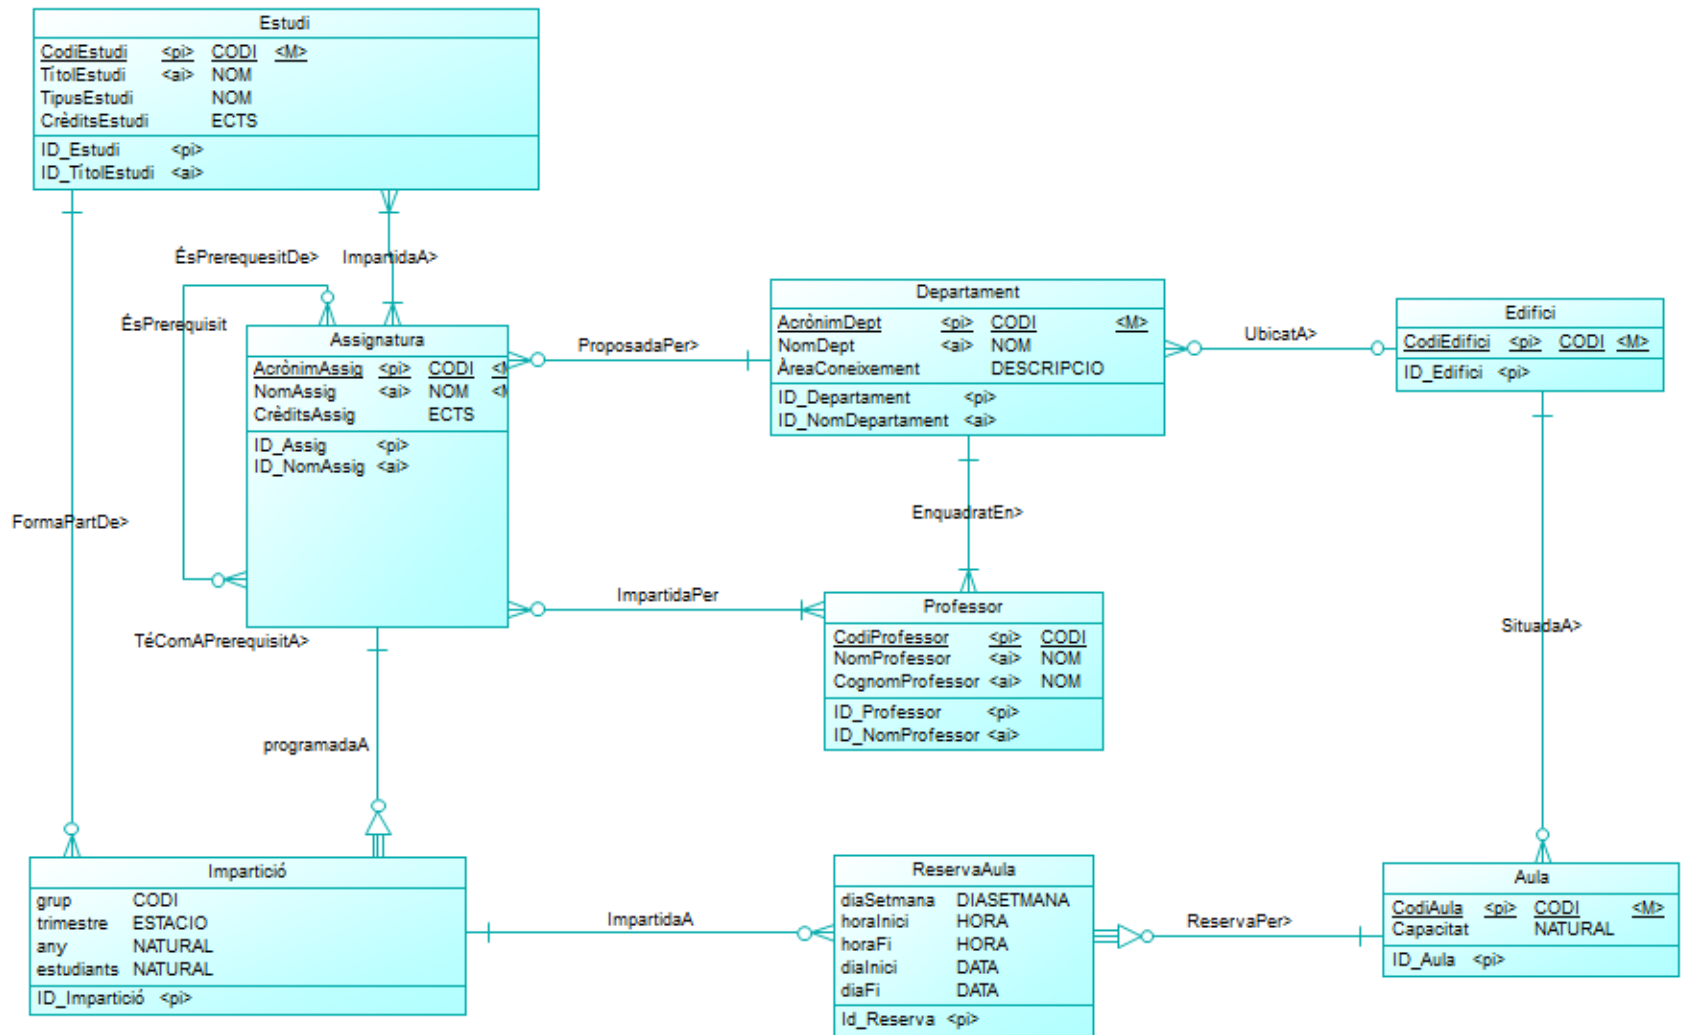 Estudi
CodiEstudi <pi> CODI <M>
TítolEstudi <ai> NOM
TipusEstudi NOM
CrèditsEstudi ECTS
ID_Estudi <pi>
ID_TítolEstudi <ai>
ÉsPrerequesitDe>
ImpartidaA>
ÉsPrerequisit
Assignatura
AcrònimAssig <pi> CODI <M
NomAssig <ai> NOM <M
CrèditsAssig ECTS
ID_Assig <pi>
ID_NomAssig <ai>
ProposadaPer>
Departament
AcrònimDept <pi> CODI <M>
NomDept <ai> NOM
ÀreaConeixement DESCRIPCIO
ID_Departament <pi>
ID_NomDepartament <ai>
UbicatA>
Edifici
CodiEdifici <pi> CODI <M>
ID_Edifici <pi>
FormaPartDe>
EnquadratEn>
ImpartidaPer
Professor
CodiProfessor <pi> CODI
NomProfessor <ai> NOM
CognomProfessor <ai> NOM
ID_Professor <pi>
ID_NomProfessor <ai>
SituadaA>
TéComAPrerequisitA>
programadaA
Impartició
grup CODI
trimestre ESTACIO
any NATURAL
estudiants NATURAL
ID_Impartició <pi>
ImpartidaA
ReservaAula
diaSetmana DIASETMANA
horaInici HORA
horaFi HORA
diaInici DATA
diaFi DATA
Id_Reserva <pi>
ReservaPer>
Aula
CodiAula <pi> CODI <M>
Capacitat NATURAL
ID_Aula <pi>